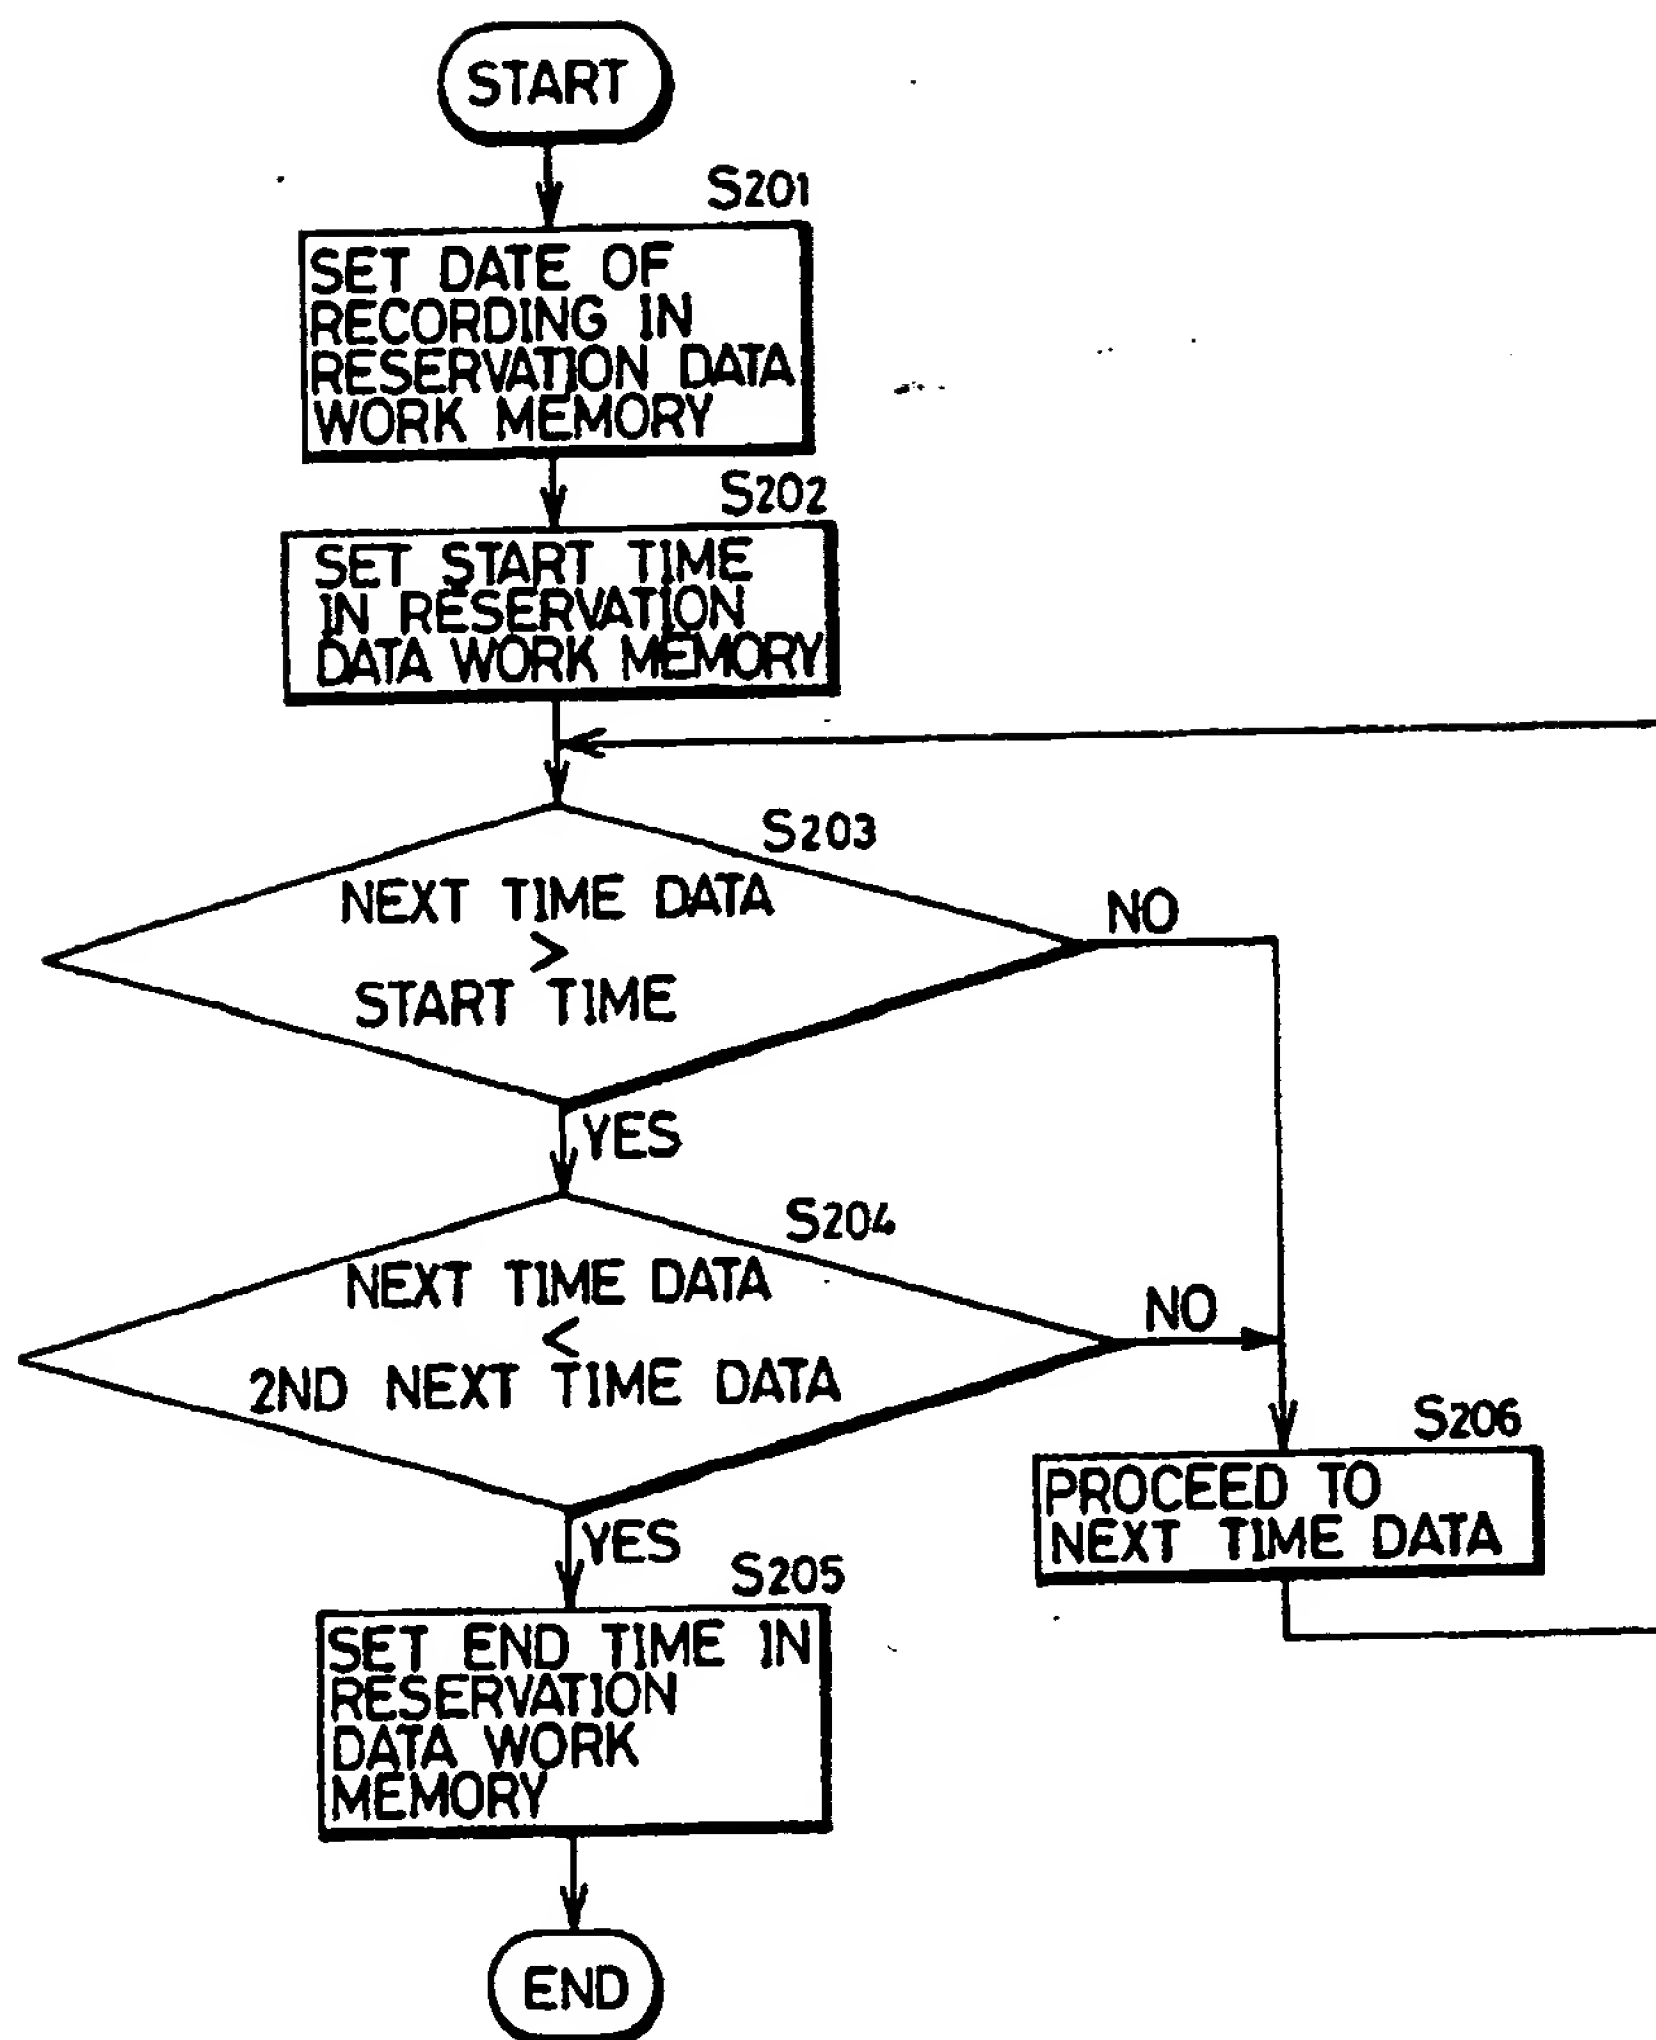 START
S201
SET DATE OF
RECORDING IN
RESERVATION DATA
WORK MEMORY
S202
SET START TIME
IN RESERVATION
DATA WORK MEMORY
S203
NEXT TIME DATA
>
START TIME
NO
YES
S204
NEXT TIME DATA
<
2ND NEXT TIME DATA
NO
YES
S206
PROCEED TO
NEXT TIME DATA
S205
SET END TIME IN
RESERVATION
DATA WORK
MEMORY
END